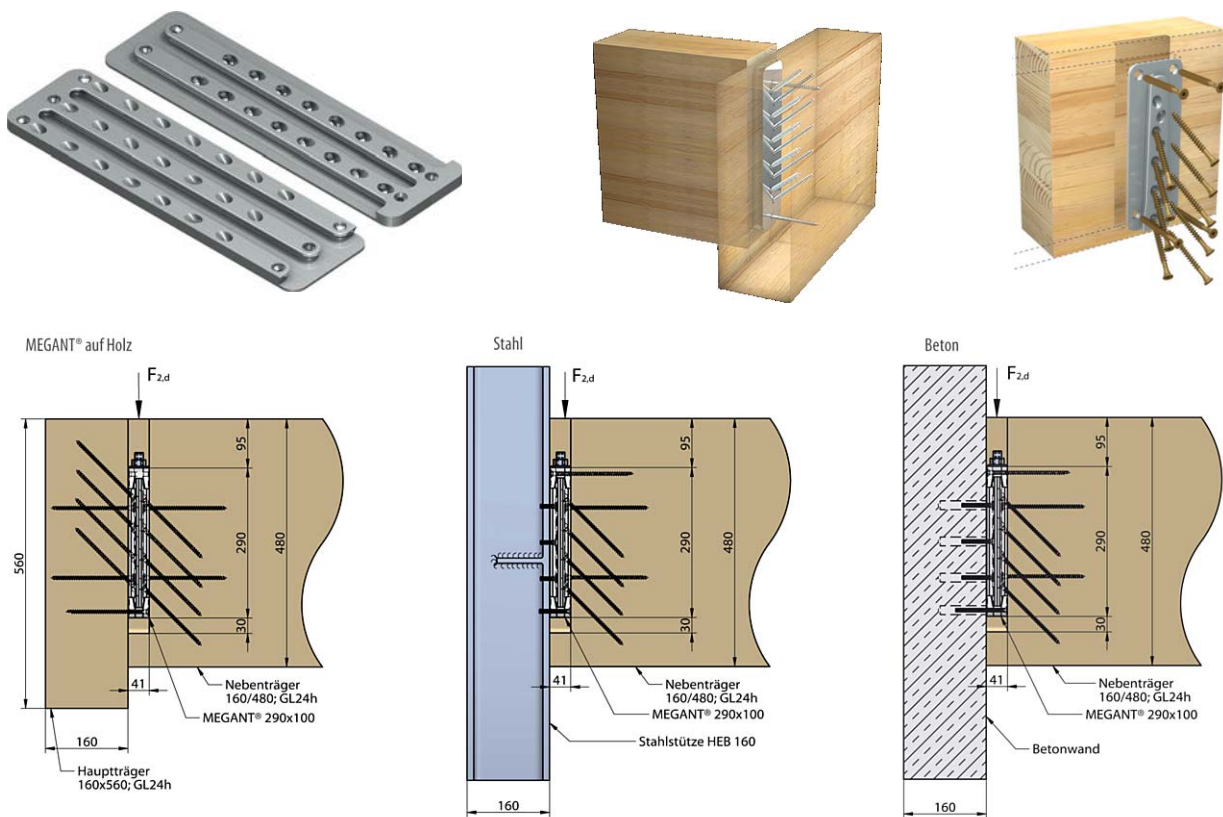 MEGANT® auf Holz
F2,d
560
95
290
480
30
41
160
Nebenträger
160/480; GL24h
MEGANT® 290x100
Hauptträger
160x560; GL24h
Stahl
F2,d
95
290
480
30
41
Nebenträger
160/480; GL24h
MEGANT® 290x100
Stahlstütze HEB 160
160
Beton
F2,d
95
290
480
30
41
Nebenträger
160/480; GL24h
MEGANT® 290x100
Betonwand
160